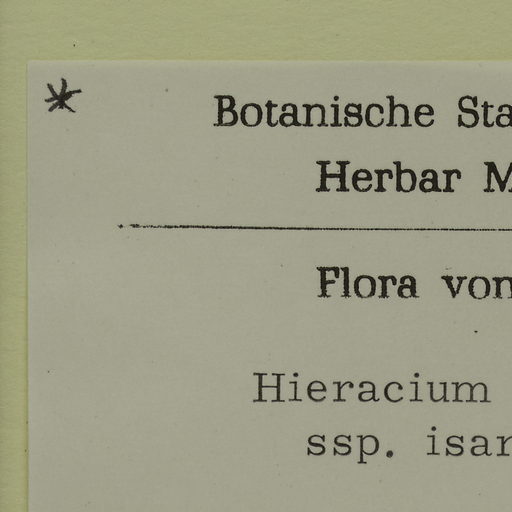 Botanische Sta
Herbar M
Flora von
Hieracium
ssp. isar